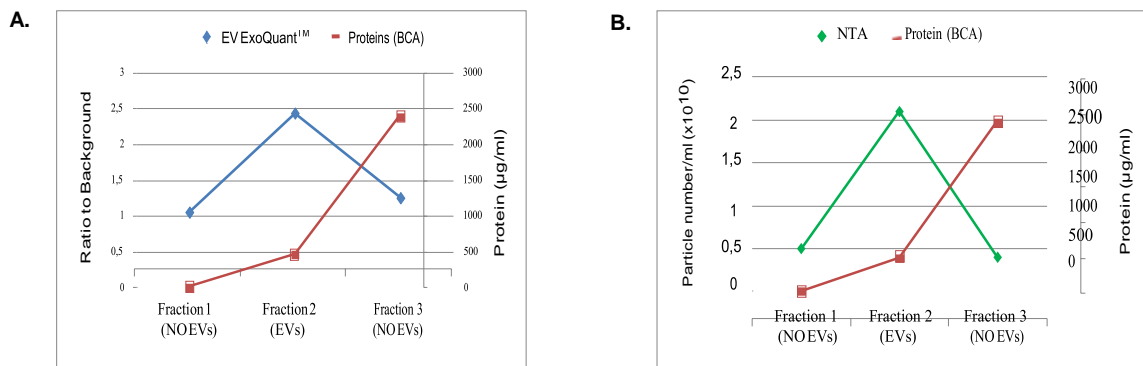 A.
EV ExoQuant™ Proteins (BCA)
Ratio to Background
3
2,5
2
1,5
1
0,5
0
3000
2500
2000
1500
1000
500
0
Protein (µg/ml)
Fraction 1 Fraction 2 Fraction 3
(NO EVs) (EVs) (NO EVs)
B.
NTA Protein (BCA)
Particle number/ml (x10¹⁰)
2,5
2
1,5
1
0,5
0
3000
2500
2000
1500
1000
500
0
Protein (µg/ml)
Fraction 1 Fraction 2 Fraction 3
(NO EVs) (EVs) (NO EVs)